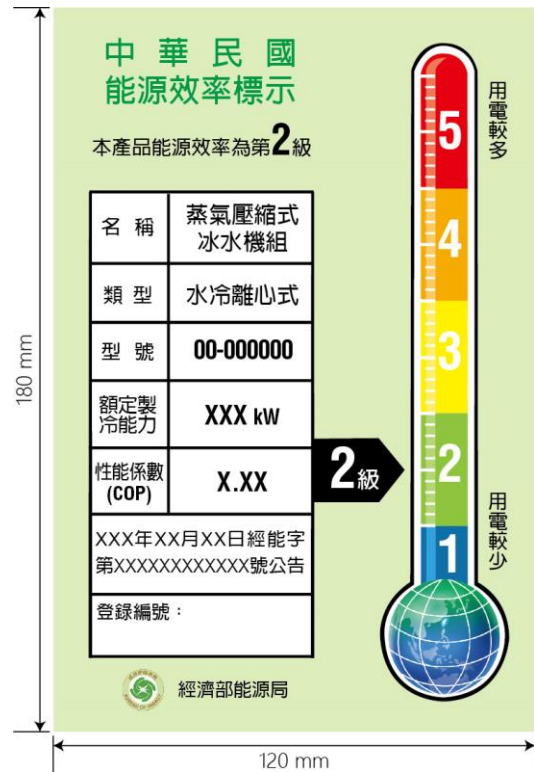 中華民國
能源效率標示
本產品能源效率為第2級
名稱
蒸氣壓縮式
冰水機組
類型
水冷離心式
型號
00-000000
額定製
冷能力
XXX kW
性能係數
(COP)
X.XX
XXX年XX月XX日經能字
第XXXXXXXXXXXX號公告
登錄編號：
經濟部能源局
2級
用電較多
5
4
3
2
1
用電較少
180 mm
120 mm